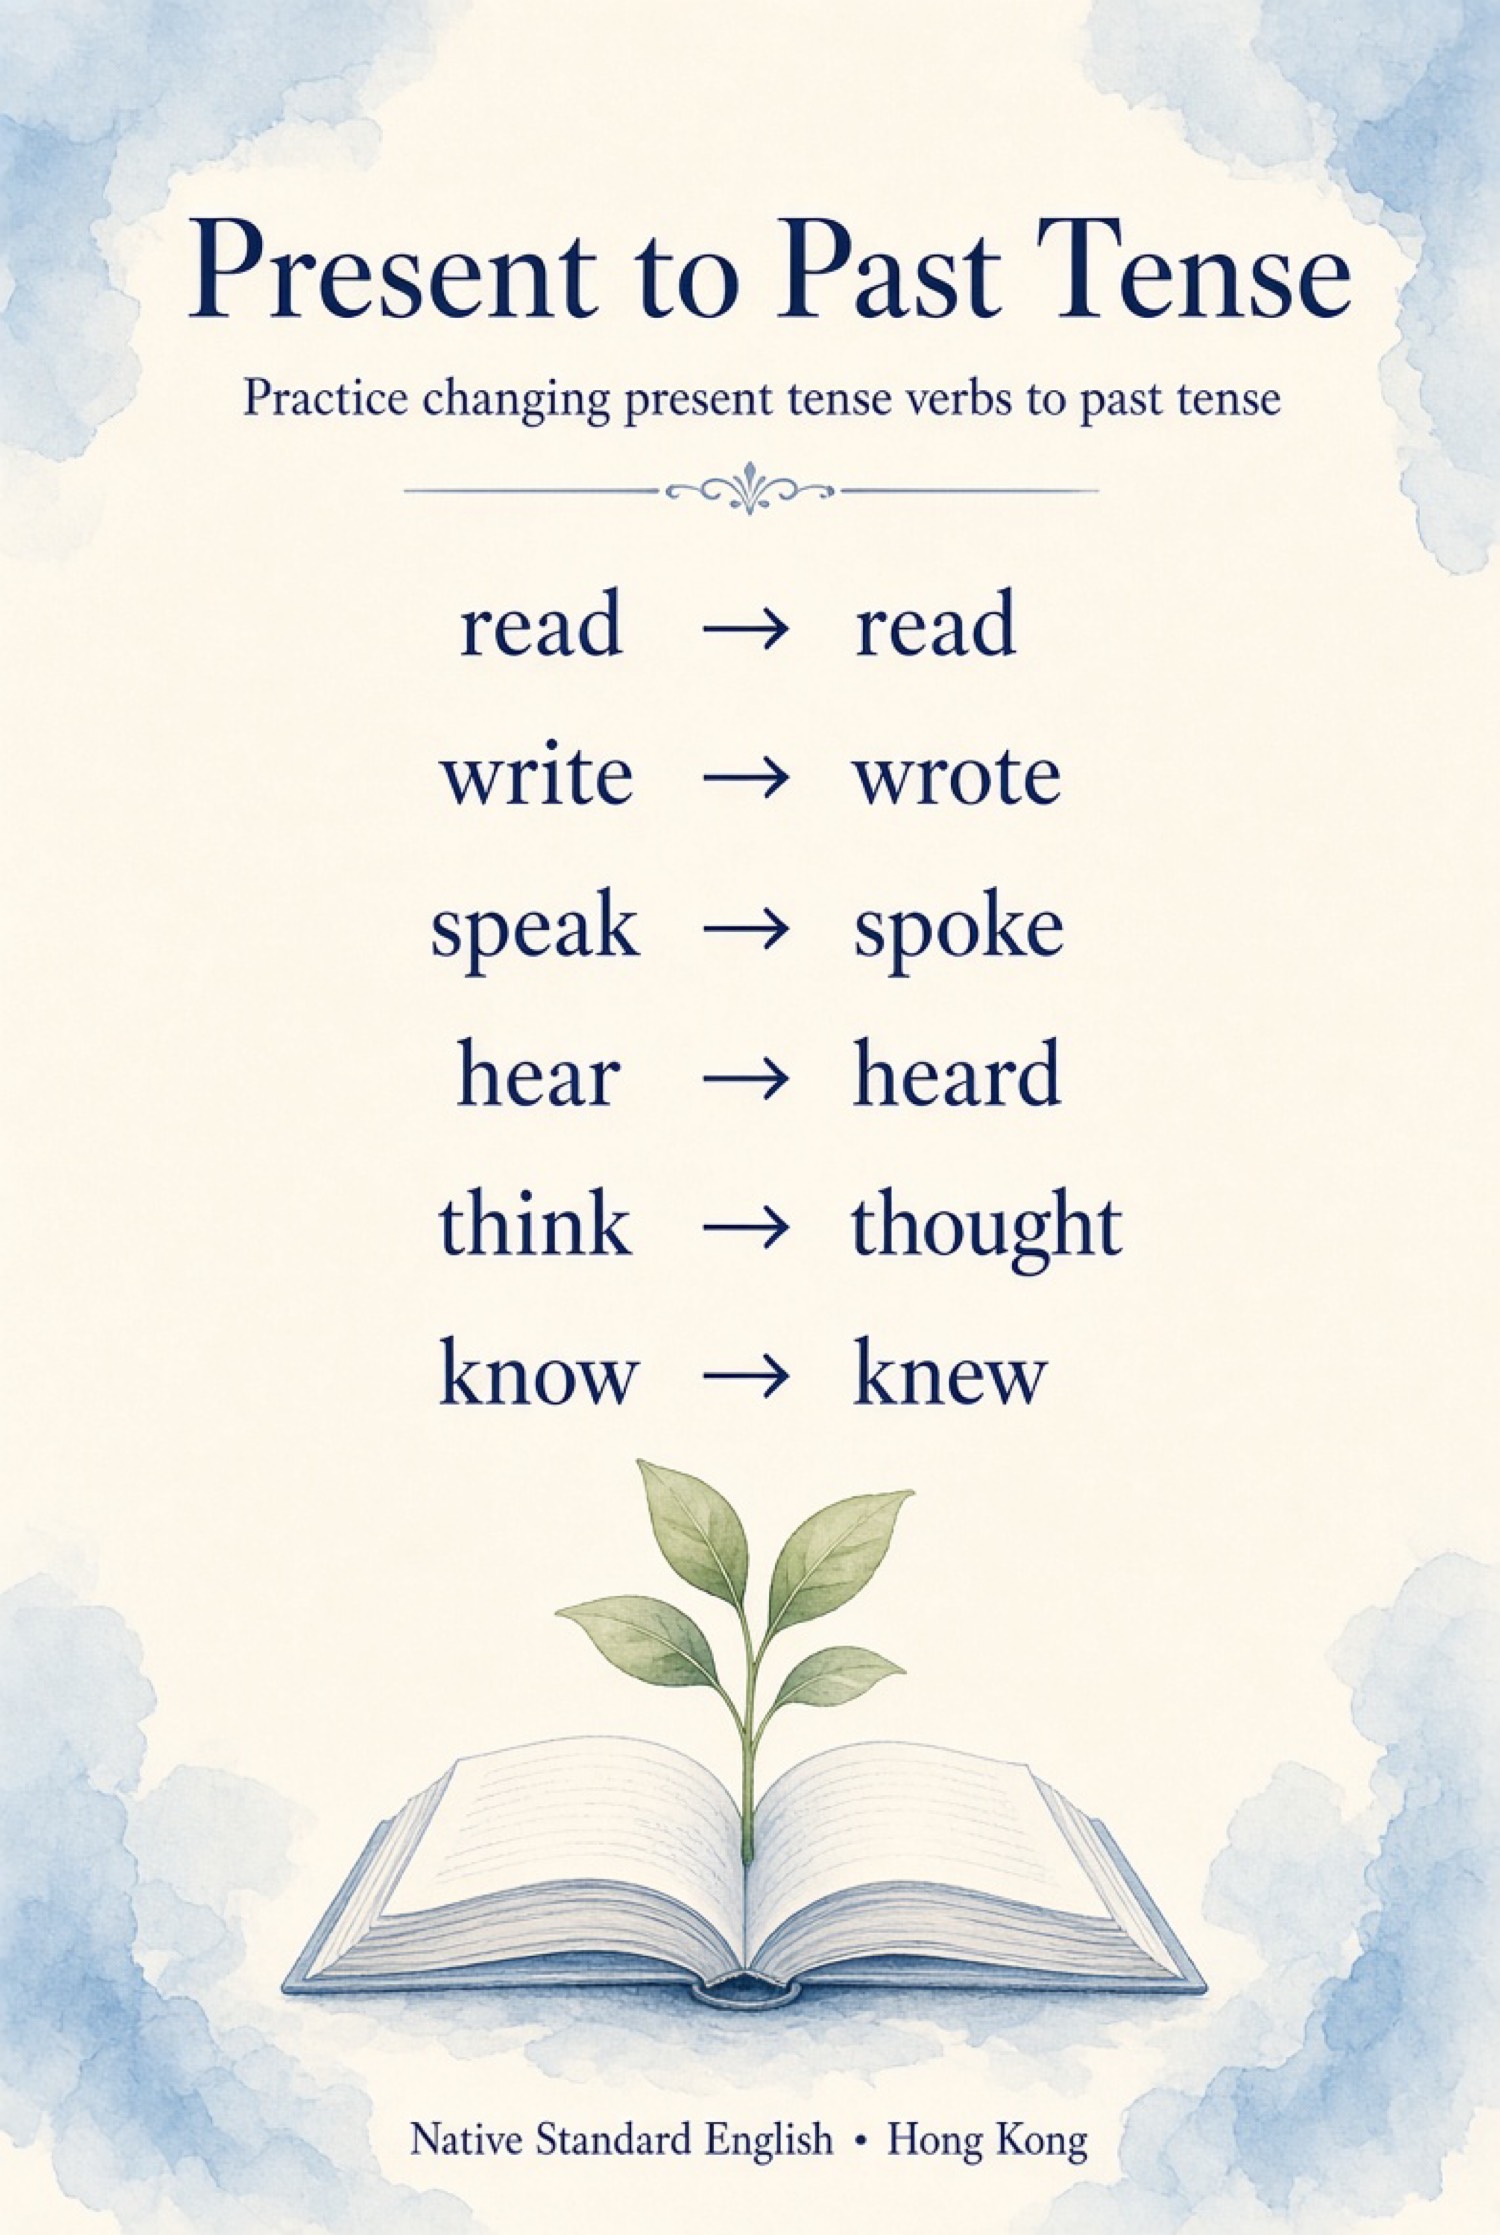 Present to Past Tense
Practice changing present tense verbs to past tense
read → read
write → wrote
speak → spoke
hear → heard
think → thought
know → knew
Native Standard English • Hong Kong